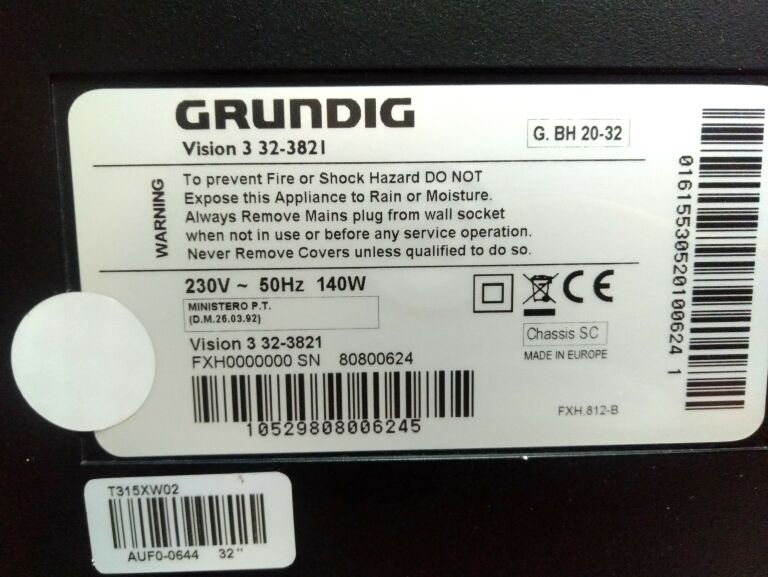 GRUNDIG
Vision 3 32-3821
G. BH 20-32
WARNING
To prevent Fire or Shock Hazard DO NOT
Expose this Appliance to Rain or Moisture.
Always Remove Mains plug from wall socket
when not in use or before any service operation.
Never Remove Covers unless qualified to do so.
230V ~ 50Hz 140W
MINISTERO P.T.
(D.M.26.03.92)
CE
Chassis SC
MADE IN EUROPE
Vision 3 32-3821
FXH0000000 SN 80800624
10529808006245
FXH.812-B
01615530520100624 1
T315XW02
AUF0-0644 32"